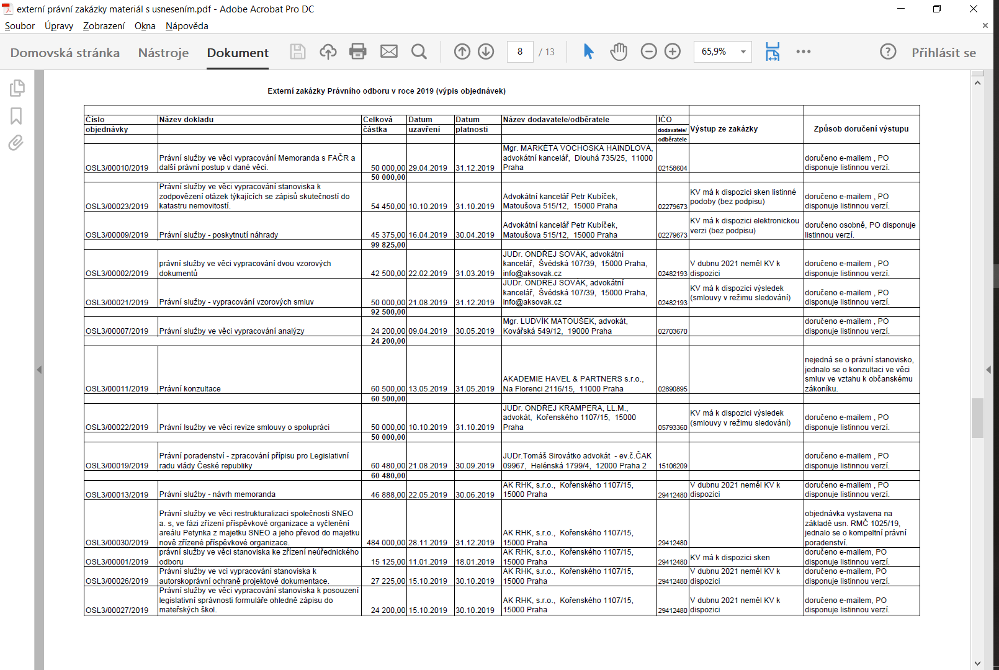 externí právní zakázky materiál s usnesením.pdf - Adobe Acrobat Pro DC
Soubor Úpravy Zobrazení Okna Nápověda
Domovská stránka Nástroje Dokument 8 / 13 65,9% Přihlásit se
Externí zakázky Právního odboru v roce 2019 (výpis objednávek)
Číslo Název dokladu Celková Datum Datum Název dodavatele/odběratele IČO
objednávky částka uzavření platnosti dodavatele/ Výstup ze zakázky Způsob doručení výstupu
odběratele
Mgr. MARKÉTA VOCHOSKA HAINDLOVÁ,
Právní služby ve věci vypracování Memoranda s FAČR a advokátní kancelář, Dlouhá 735/25, 11000 doručeno e-mailem , PO
OSL3/00010/2019 další právní postup v dané věci. 50 000,00 29.04.2019 31.12.2019 Praha 02158604 disponuje listinnou verzí.
50 000,00
Právní služby ve věci vypracování stanoviska k
zodpovězení otázek týkajících se zápisů skutečností do Advokátní kancelář Petr Kubíček, KV má k dispozici sken listinné doručeno e-mailem , PO
OSL3/00023/2019 katastru nemovitostí. 54 450,00 10.10.2019 31.10.2019 Matoušova 515/12, 15000 Praha 02279673 podoby (bez podpisu) disponuje listinnou verzí.
Advokátní kancelář Petr Kubíček, KV má k dispozici elektronickou doručeno osobně, PO disponuje
OSL3/00009/2019 Právní služby - poskytnutí náhrady 45 375,00 16.04.2019 30.04.2019 Matoušova 515/12, 15000 Praha 02279673 verzi (bez podpisu) listinnou verzí.
99 825,00
JUDr. ONDŘEJ SOVÁK, advokátní
právní služby ve věci vypracování dvou vzorových kancelář, Švédská 107/39, 15000 Praha, V dubnu 2021 neměl KV k doručeno e-mailem , PO
OSL3/00002/2019 dokumentů 42 500,00 22.02.2019 31.03.2019 info@aksovak.cz 02482193 dispozici disponuje listinnou verzí.
JUDr. ONDŘEJ SOVÁK, advokátní
kancelář, Švédská 107/39, 15000 Praha, KV má k dispozici výsledek doručeno e-mailem , PO
OSL3/00021/2019 Právní služby - vypracování vzorových smluv 50 000,00 21.08.2019 31.12.2019 info@aksovak.cz 02482193 (smlouvy v režimu sledování) disponuje listinnou verzí.
92 500,00
Mgr. LUDVÍK MATOUŠEK, advokát, doručeno e-mailem , PO
OSL3/00007/2019 Právní služby ve věci vypracování analýzy 24 200,00 09.04.2019 30.05.2019 Kovářská 549/12, 19000 Praha 02703670 disponuje listinnou verzí.
24 200,00
nejedná se o právní stanovisko,
jednalo se o konzultaci ve věci
AKADEMIE HAVEL & PARTNERS s.r.o., smluv ve vztahu k občanskému
OSL3/00011/2019 Právní konzultace 60 500,00 13.05.2019 31.05.2019 Na Florenci 2116/15, 11000 Praha 02890895 zákoníku.
60 500,00
JUDr. ONDŘEJ KRAMPERA, LL.M.,
advokát, Kořenského 1107/15, 15000 KV má k dispozici výsledek doručeno e-mailem , PO
OSL3/00022/2019 Právní lsužby ve věci revize smlouvy o spolupráci 50 000,00 10.10.2019 31.10.2019 Praha 05793360 (smlouvy v režimu sledování) disponuje listinnou verzí.
50 000,00
Právní poradenství - zpracování přípisu pro Legislativní JUDr.Tomáš Sirovátko advokát - ev.č.ČAK doručeno e-mailem , PO
OSL3/00019/2019 radu vlády České republiky 60 480,00 21.08.2019 30.09.2019 09967, Helénská 1799/4, 12000 Praha 2 15106209 disponuje listinnou verzí.
60 480,00
AK RHK, s.r.o., Kořenského 1107/15, V dubnu 2021 neměl KV k doručeno e-mailem , PO
OSL3/00013/2019 Právní služby - návrh memoranda 46 888,00 22.05.2019 30.06.2019 15000 Praha 29412480 dispozici disponuje listinnou verzí.
Právní služby ve věci restrukturalizaci společnosti SNEO objednávka vystavena na
a. s, ve fázi zřízení příspěvkové organizace a vyčlenění základě usn. RMČ 1025/19,
areálu Petynka z majetku SNEO a jeho převod do majetku AK RHK, s.r.o., Kořenského 1107/15, jednalo se o kompeltní právní
OSL3/00030/2019 nově zřízené příspěvkové organizace. 484 000,00 28.11.2019 31.12.2019 15000 Praha 29412480 poradenství.
právní služby ve věci stanoviska ke zřízení neúřednického AK RHK, s.r.o., Kořenského 1107/15, doručeno e-mailem, PO
OSL3/00001/2019 odboru 15 125,00 11.01.2019 18.01.2019 15000 Praha 29412480 KV má k dispozici sken disponuje listinnou verzí.
Právní služby ve vci vypracování stanoviska k AK RHK, s.r.o., Kořenského 1107/15, V dubnu 2021 neměl KV k doručeno e-mailem, PO
OSL3/00026/2019 autorskoprávní ochraně projektové dokumentace. 27 225,00 15.10.2019 30.10.2019 15000 Praha 29412480 dispozici disponuje listinnou verzí.
Právní služby ve věci vypracování stanoviska k posouzení
legislativní správnosti formuláře ohledně zápisu do AK RHK, s.r.o., Kořenského 1107/15, V dubnu 2021 neměl KV k doručeno e-mailem, PO
OSL3/00027/2019 mateřských škol. 24 200,00 15.10.2019 30.10.2019 15000 Praha 29412480 dispozici disponuje listinnou verzí.